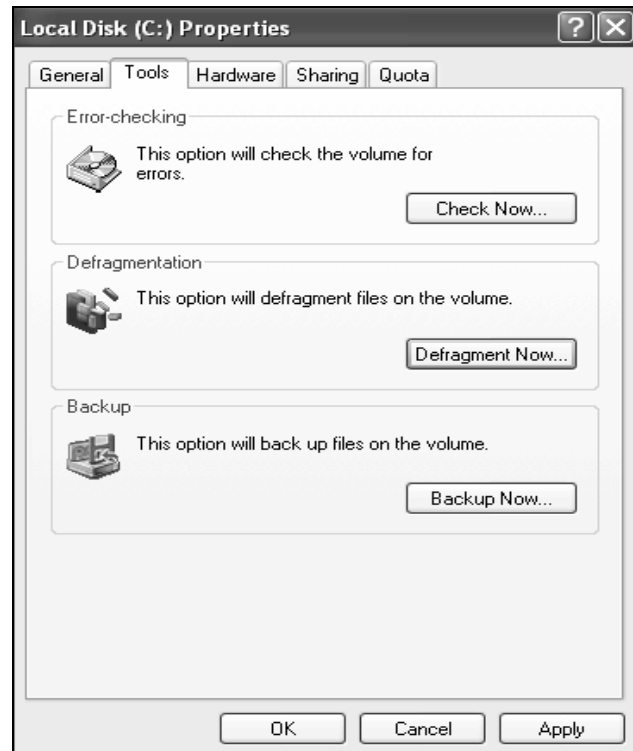 Local Disk (C:) Properties
General Tools Hardware Sharing Quota
Error-checking
This option will check the volume for
errors.
Check Now...
Defragmentation
This option will defragment files on the volume.
Defragment Now...
Backup
This option will back up files on the volume.
Backup Now...
OK Cancel Apply